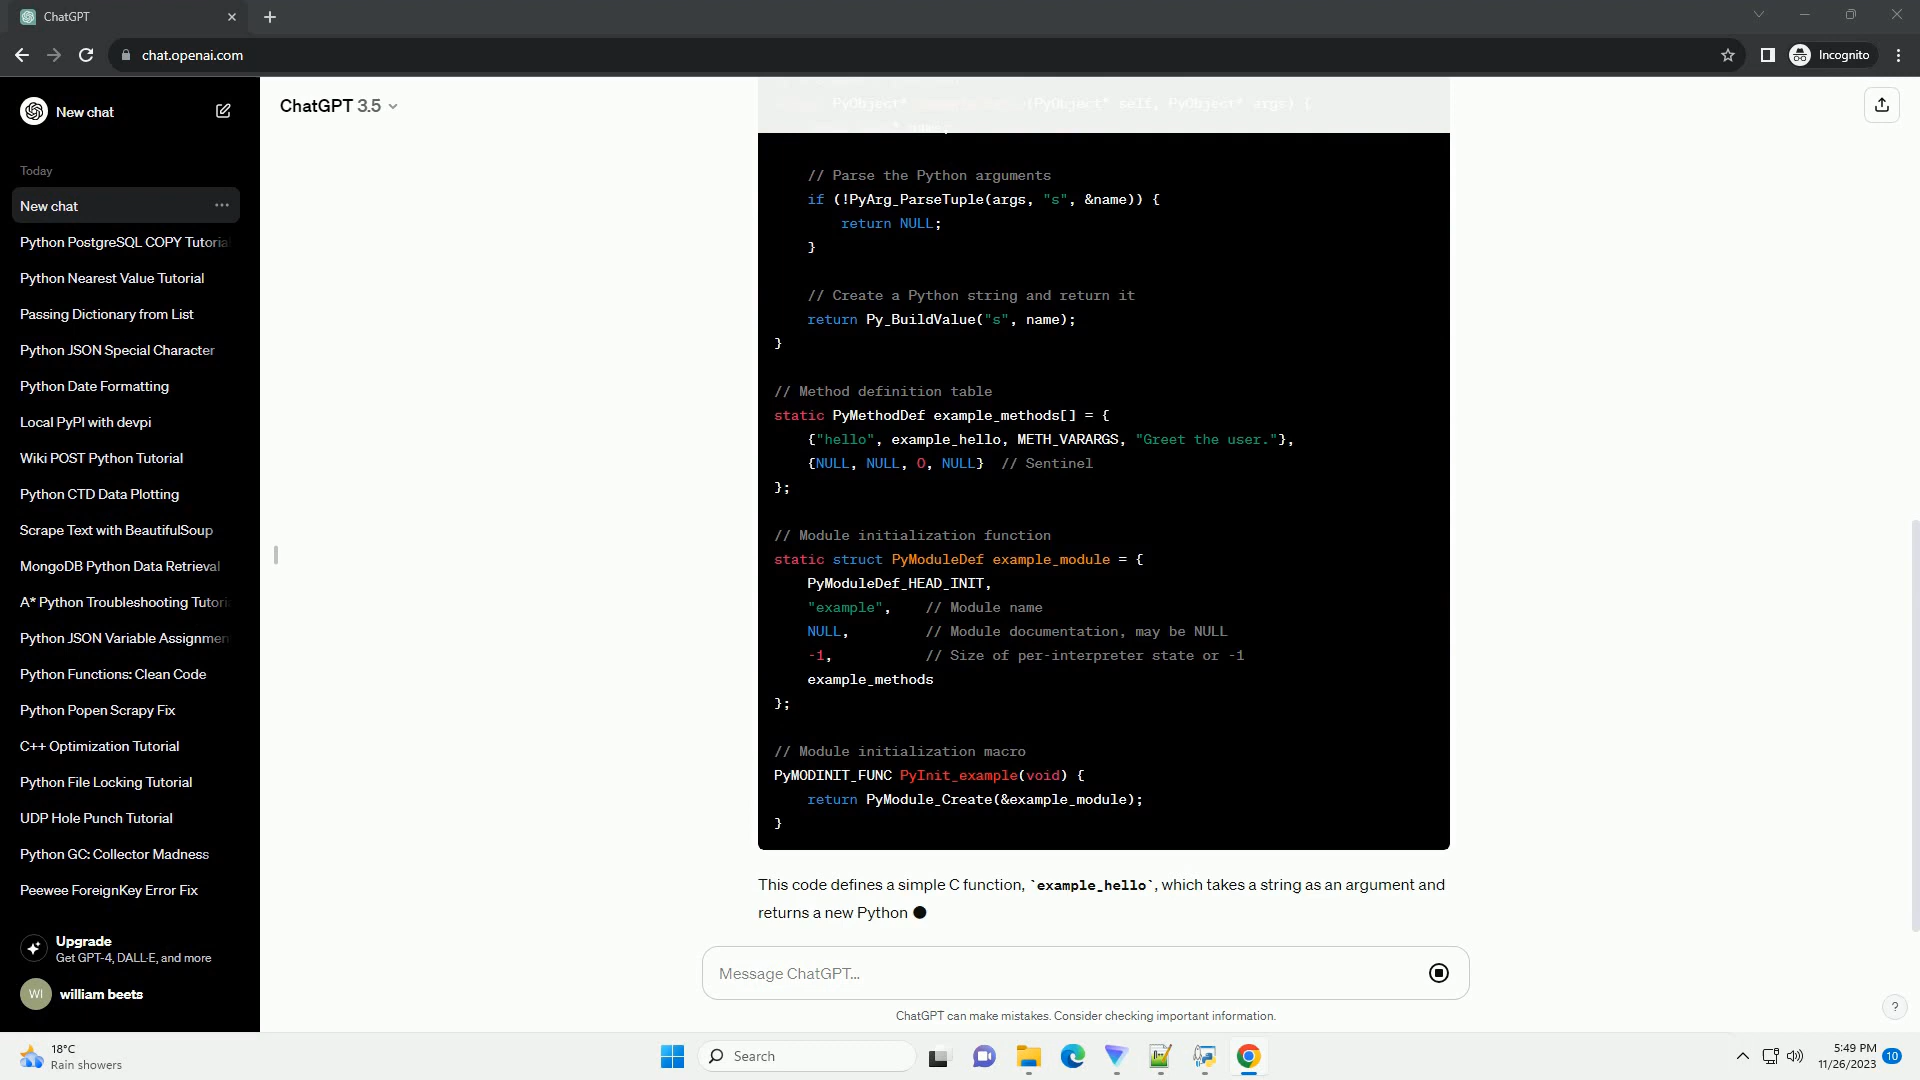 ChatGPT
chat.openai.com
Incognito
New chat
Today
New chat
Python PostgreSQL COPY Tutoria
Python Nearest Value Tutorial
Passing Dictionary from List
Python JSON Special Character
Python Date Formatting
Local PyPI with devpi
Wiki POST Python Tutorial
Python CTD Data Plotting
Scrape Text with BeautifulSoup
MongoDB Python Data Retrieval
A* Python Troubleshooting Tutori
Python JSON Variable Assignmen
Python Functions: Clean Code
Python Popen Scrapy Fix
C++ Optimization Tutorial
Python File Locking Tutorial
UDP Hole Punch Tutorial
Python GC: Collector Madness
Peewee ForeignKey Error Fix
Upgrade
Get GPT-4, DALL·E, and more
WI
william beets
ChatGPT 3.5
PyObject* (PyObject* self, PyObject* args) {
// Parse the Python arguments
if (!PyArg_ParseTuple(args, "s", &name)) {
return NULL;
}
// Create a Python string and return it
return Py_BuildValue("s", name);
}
// Method definition table
static PyMethodDef example_methods[] = {
{"hello", example_hello, METH_VARARGS, "Greet the user."},
{NULL, NULL, 0, NULL} // Sentinel
};
// Module initialization function
static struct PyModuleDef example_module = {
PyModuleDef_HEAD_INIT,
"example", // Module name
NULL, // Module documentation, may be NULL
-1, // Size of per-interpreter state or -1
example_methods
};
// Module initialization macro
PyMODINIT_FUNC PyInit_example(void) {
return PyModule_Create(&example_module);
}
This code defines a simple C function, `example_hello`, which takes a string as an argument and
returns a new Python
Message ChatGPT…
ChatGPT can make mistakes. Consider checking important information.
?
18°C
Rain showers
Search
5:49 PM
11/26/2023
10